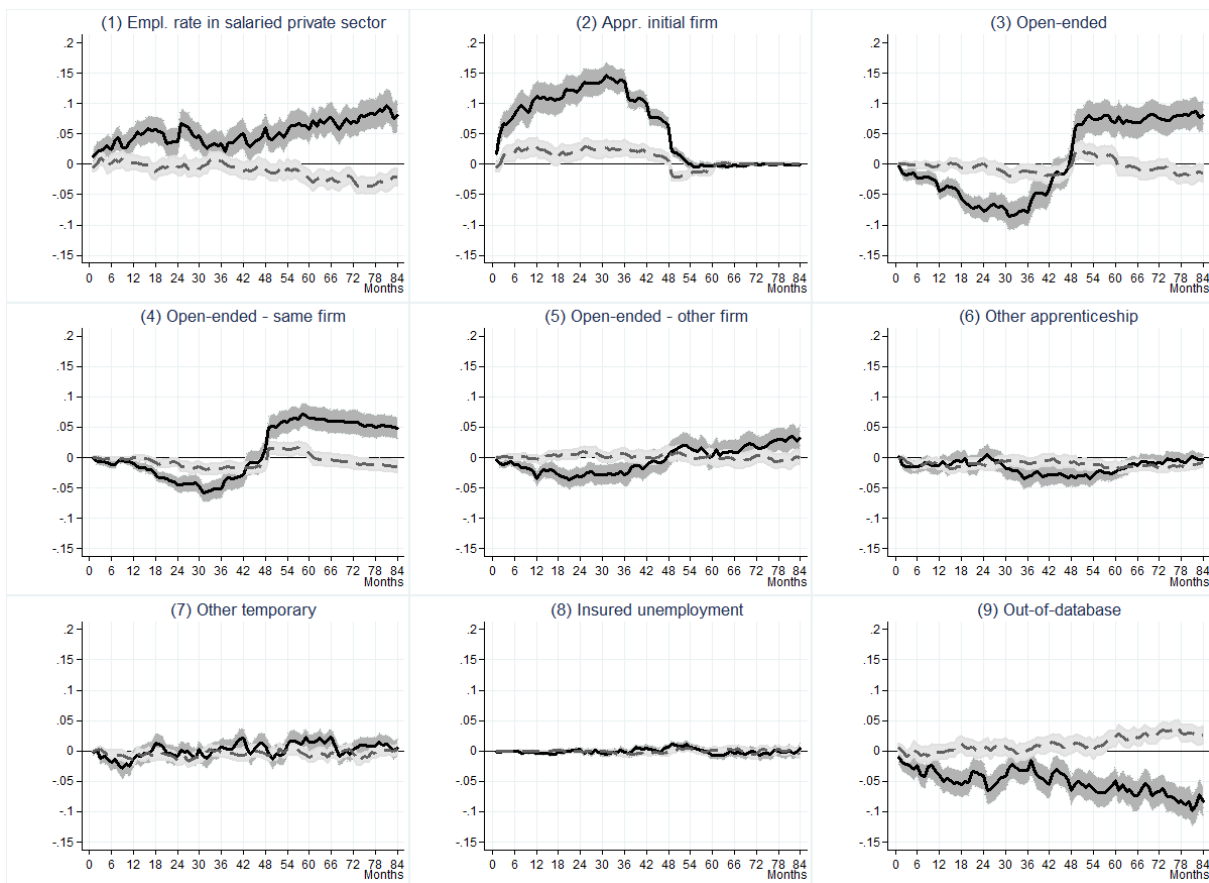 (1) Empl. rate in salaried private sector
.2
.15
.1
.05
0
-.05
-.1
-.15
0 6 12 18 24 30 36 42 48 54 60 66 72 78 84
Months
(2) Appr. initial firm
.2
.15
.1
.05
0
-.05
-.1
-.15
0 6 12 18 24 30 36 42 48 54 60 66 72 78 84
Months
(3) Open-ended
.2
.15
.1
.05
0
-.05
-.1
-.15
0 6 12 18 24 30 36 42 48 54 60 66 72 78 84
Months
(4) Open-ended - same firm
.2
.15
.1
.05
0
-.05
-.1
-.15
0 6 12 18 24 30 36 42 48 54 60 66 72 78 84
Months
(5) Open-ended - other firm
.2
.15
.1
.05
0
-.05
-.1
-.15
0 6 12 18 24 30 36 42 48 54 60 66 72 78 84
Months
(6) Other apprenticeship
.2
.15
.1
.05
0
-.05
-.1
-.15
0 6 12 18 24 30 36 42 48 54 60 66 72 78 84
Months
(7) Other temporary
.2
.15
.1
.05
0
-.05
-.1
-.15
0 6 12 18 24 30 36 42 48 54 60 66 72 78 84
Months
(8) Insured unemployment
.2
.15
.1
.05
0
-.05
-.1
-.15
0 6 12 18 24 30 36 42 48 54 60 66 72 78 84
Months
(9) Out-of-database
.2
.15
.1
.05
0
-.05
-.1
-.15
0 6 12 18 24 30 36 42 48 54 60 66 72 78 84
Months